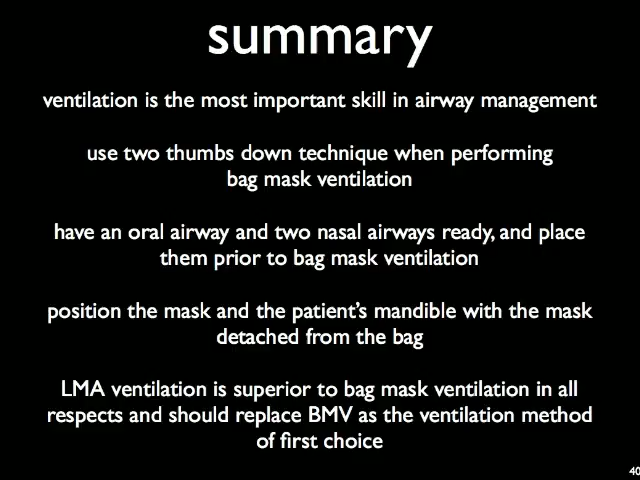 summary
ventilation is the most important skill in airway management
use two thumbs down technique when performing
bag mask ventilation
have an oral airway and two nasal airways ready, and place
them prior to bag mask ventilation
position the mask and the patient's mandible with the mask
detached from the bag
LMA ventilation is superior to bag mask ventilation in all
respects and should replace BMV as the ventilation method
of first choice
40